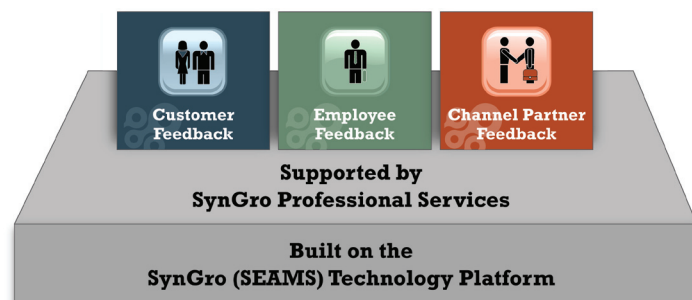 Customer
Feedback
Employee
Feedback
Channel Partner
Feedback
Supported by
SynGro Professional Services
Built on the
SynGro (SEAMS) Technology Platform